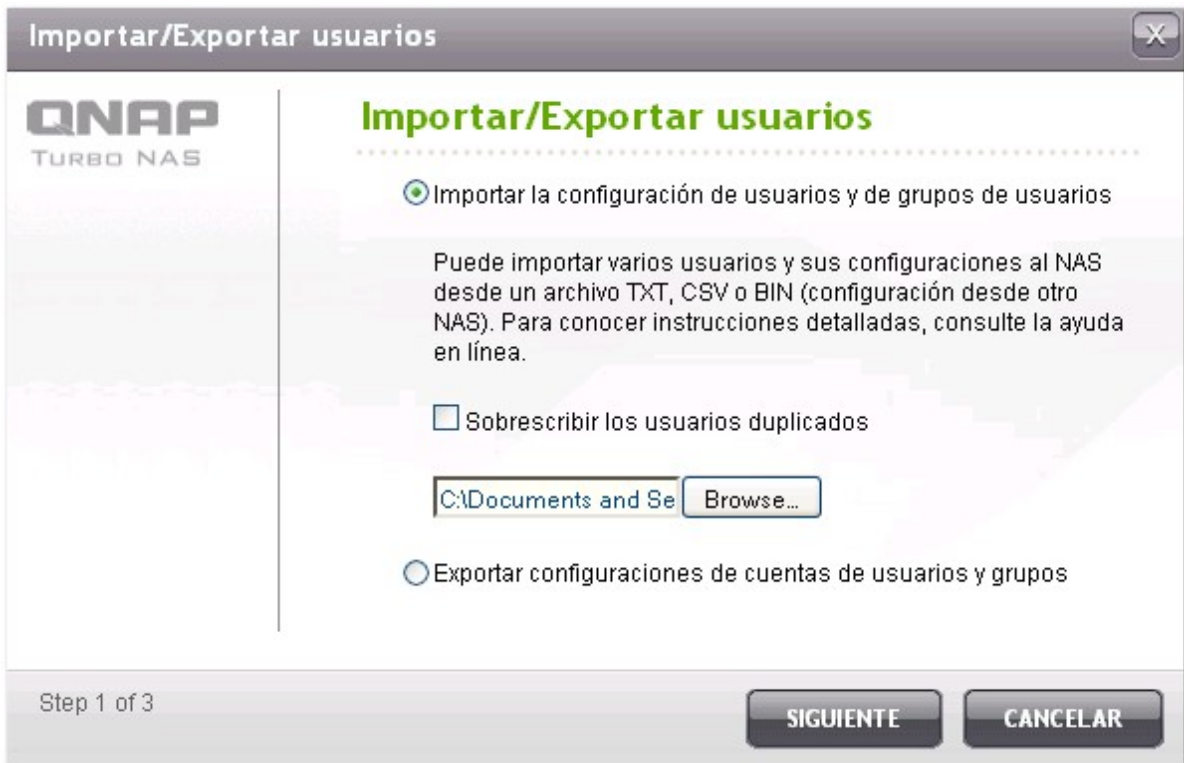 Importar/Exportar usuarios
X
QNAP
TURBO NAS
Importar/Exportar usuarios
Importar la configuración de usuarios y de grupos de usuarios
Puede importar varios usuarios y sus configuraciones al NAS
desde un archivo TXT, CSV o BIN (configuración desde otro
NAS). Para conocer instrucciones detalladas, consulte la ayuda
en línea.
Sobrescribir los usuarios duplicados
C:\Documents and Se Browse...
Exportar configuraciones de cuentas de usuarios y grupos
Step 1 of 3
SIGUIENTE CANCELAR